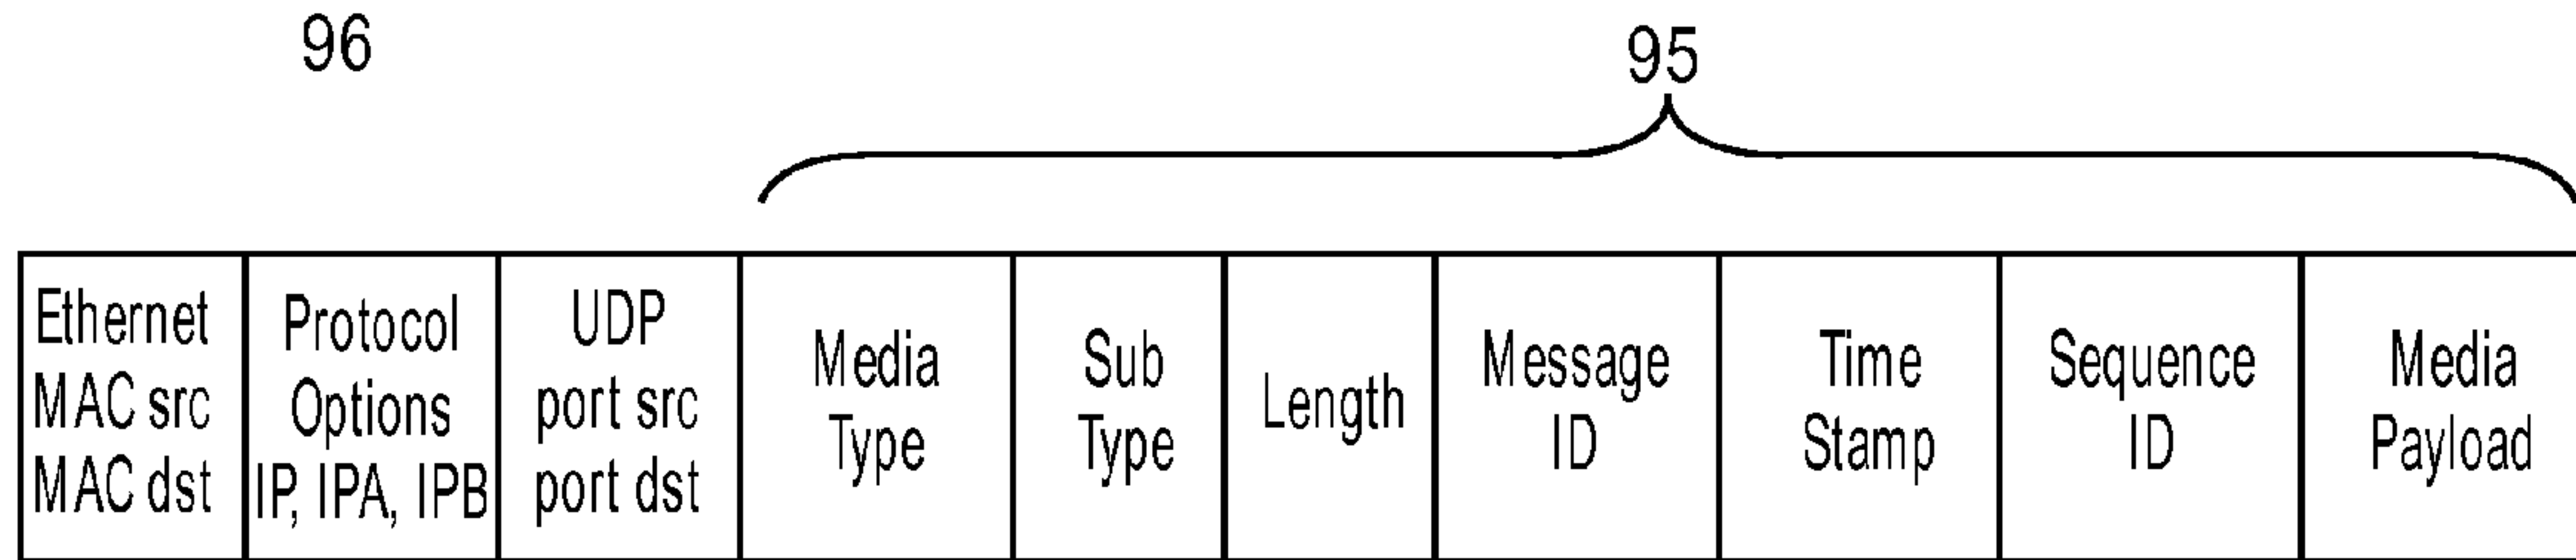 96
95
Ethernet
MAC src
MAC dst
Protocol
Options
IP, IPA, IPB
UDP
port src
port dst
Media
Type
Sub
Type
Length
Message
ID
Time
Stamp
Sequence
ID
Media
Payload